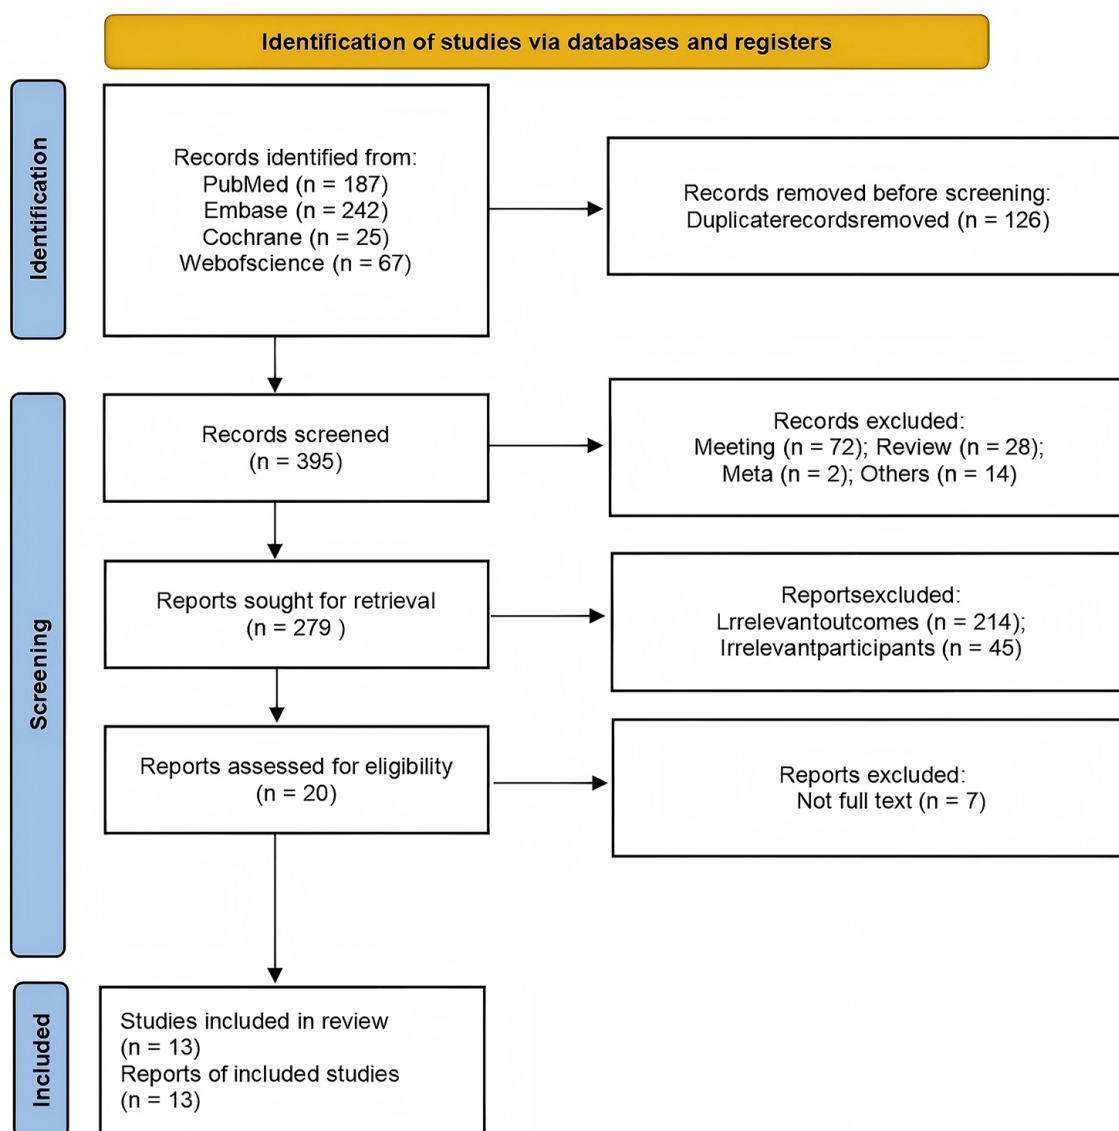 Identification of studies via databases and registers
Identification
Records identified from:
PubMed (n = 187)
Embase (n = 242)
Cochrane (n = 25)
Webofscience (n = 67)
Records removed before screening:
Duplicaterecordsremoved (n = 126)
Screening
Records screened
(n = 395)
Records excluded:
Meeting (n = 72); Review (n = 28);
Meta (n = 2); Others (n = 14)
Reports sought for retrieval
(n = 279 )
Reportsexcluded:
Lrrelevantoutcomes (n = 214);
Irrelevantparticipants (n = 45)
Reports assessed for eligibility
(n = 20)
Reports excluded:
Not full text (n = 7)
Included
Studies included in review
(n = 13)
Reports of included studies
(n = 13)